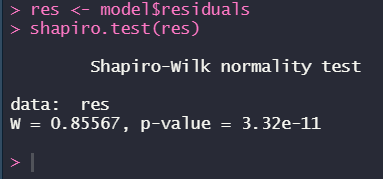 > res <- model$residuals
> shapiro.test(res)
Shapiro-Wilk normality test
data:  res
W = 0.85567, p-value = 3.32e-11
>